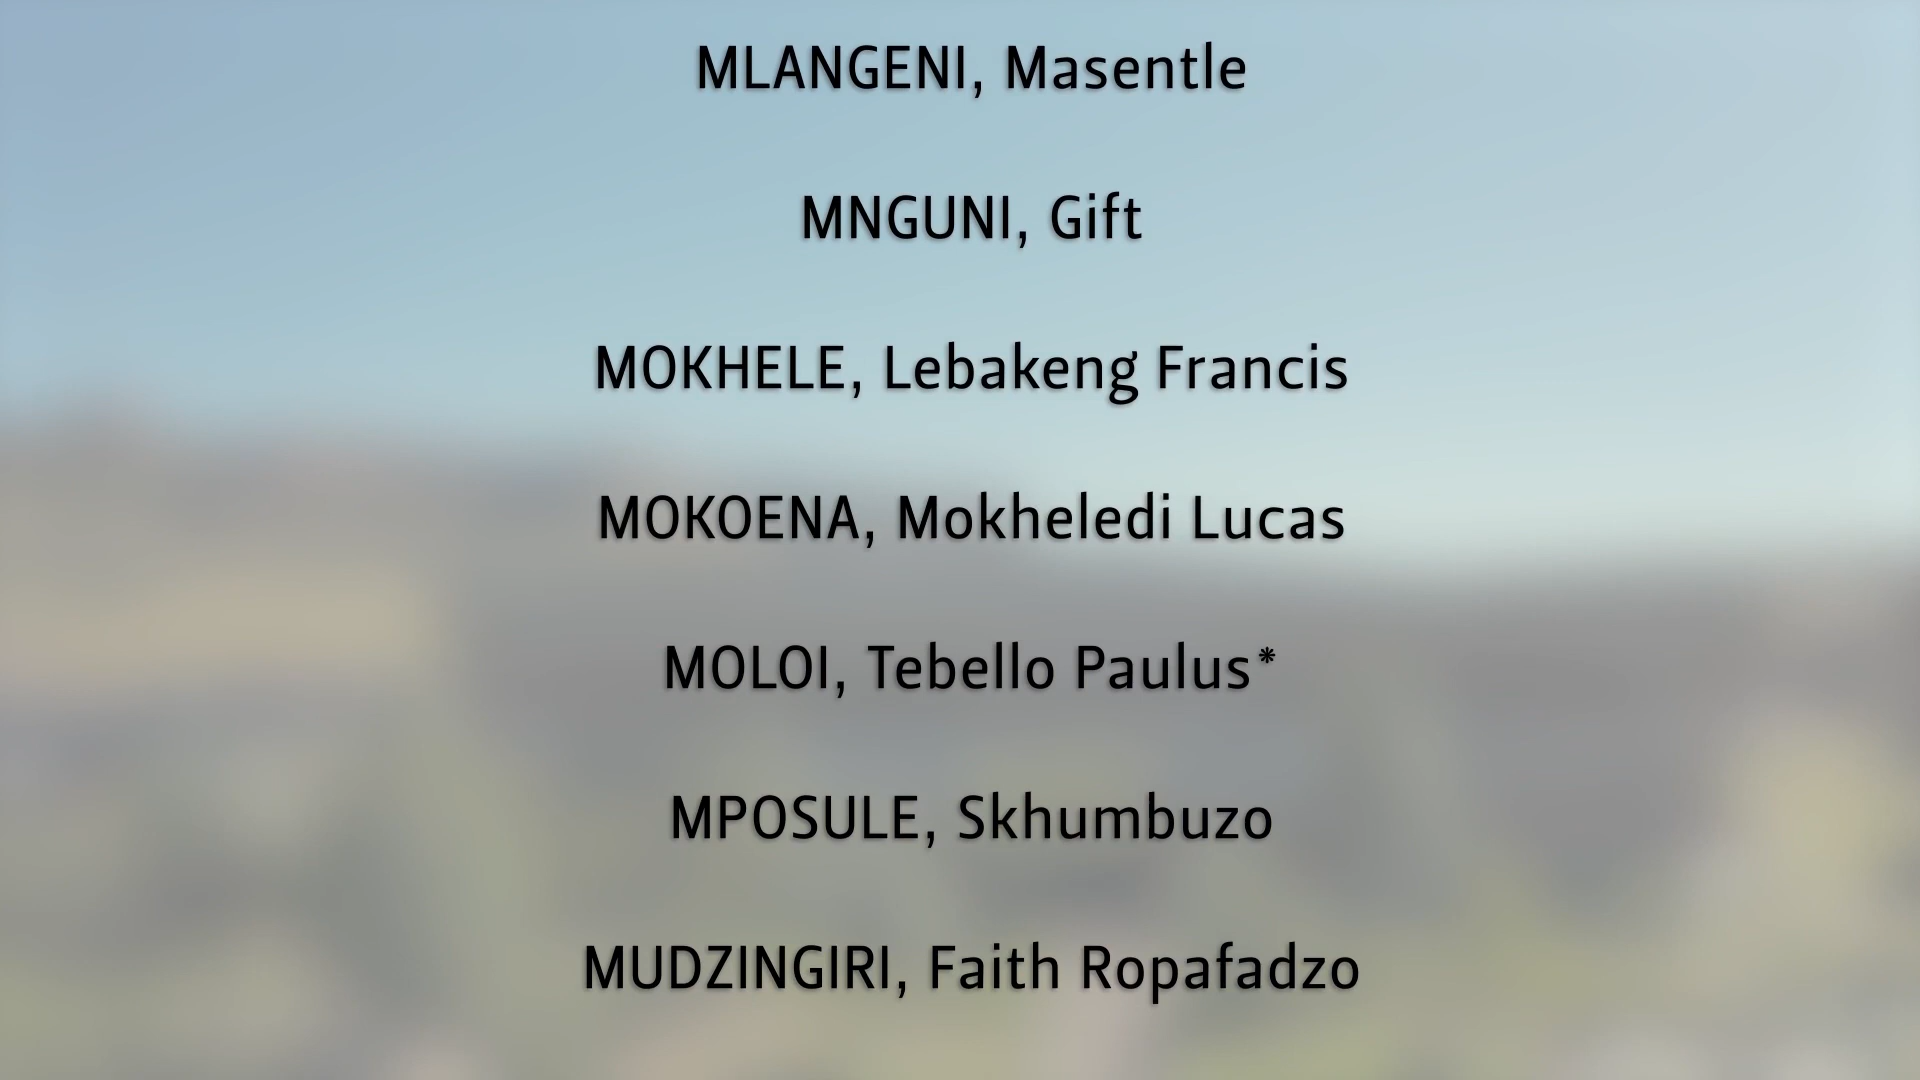 MLANGENI, Masentle
MNGUNI, Gift
MOKHELE, Lebakeng Francis
MOKOENA, Mokheledi Lucas
MOLOI, Tebello Paulus*
MPOSULE, Skhumbuzo
MUDZINGIRI, Faith Ropafadzo